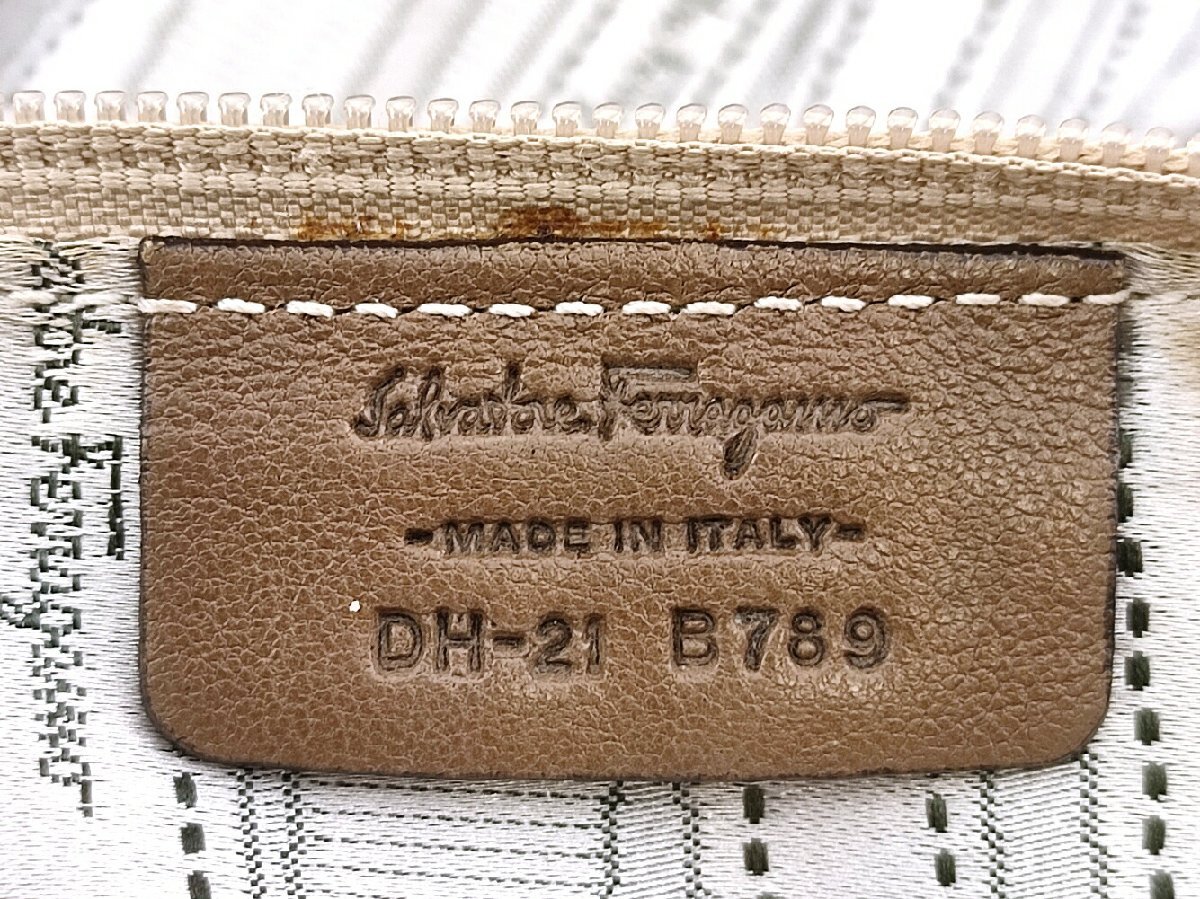 Salvatore Ferragamo
-MADE IN ITALY-
DH-21 B789